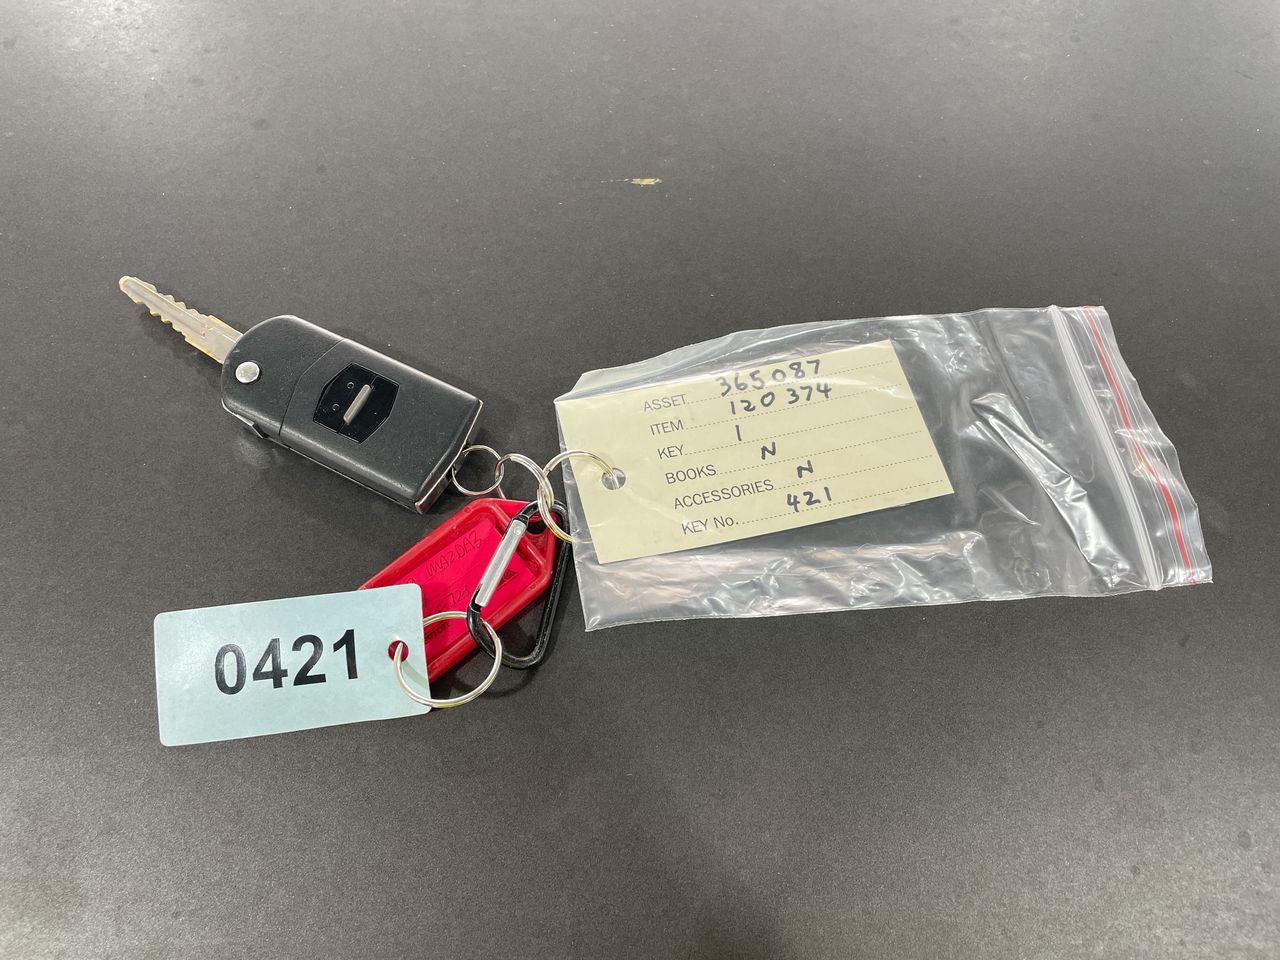 ASSET 365087
ITEM 120374
KEY 1
BOOKS N
ACCESSORIES N
KEY No. 421
0421